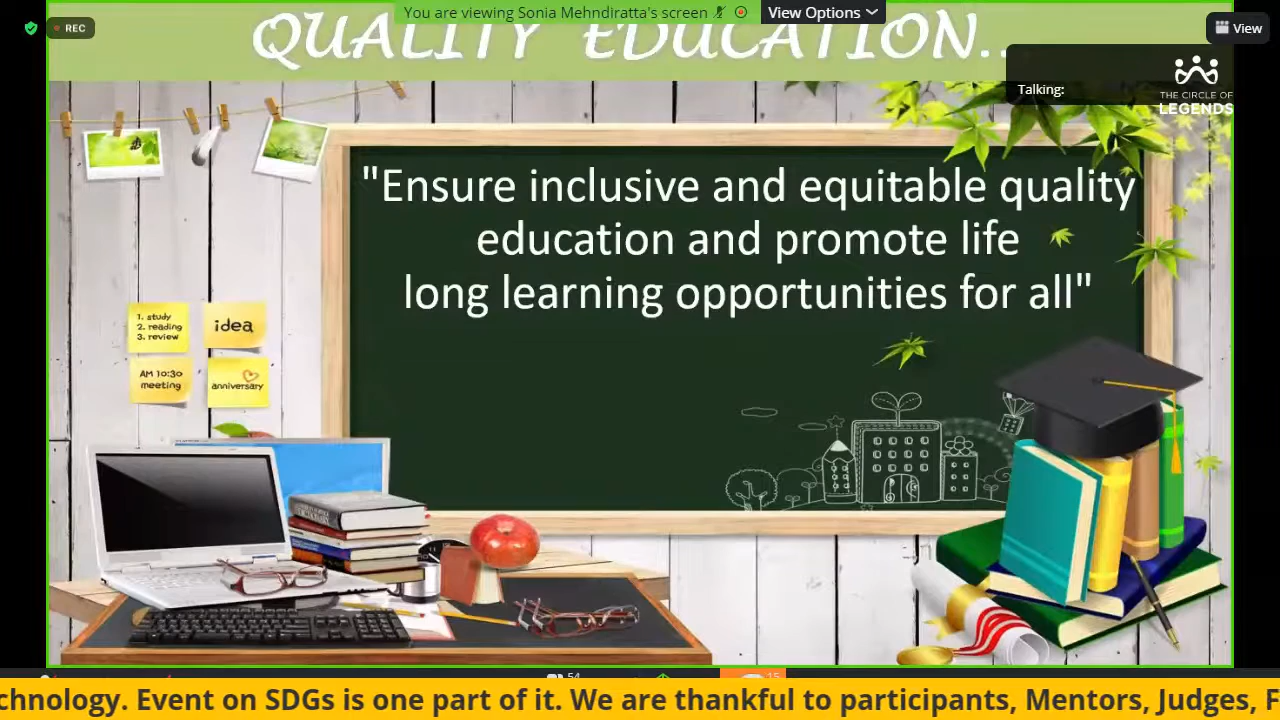 You are viewing Sonia Mehndiratta's screen
View Options
REC
View
QUALITY EDUCATION...
Talking:
THE CIRCLE OF
LEGENDS
"Ensure inclusive and equitable quality
education and promote life
long learning opportunities for all"
1. study
2. reading
3. review
idea
AM 10:30
meeting
anniversary
54
15
chnology. Event on SDGs is one part of it. We are thankful to participants, Mentors, Judges, F